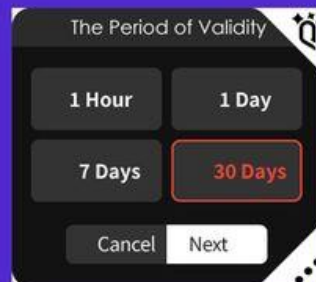 The Period of Validity
1 Hour 1 Day
7 Days 30 Days
Cancel Next